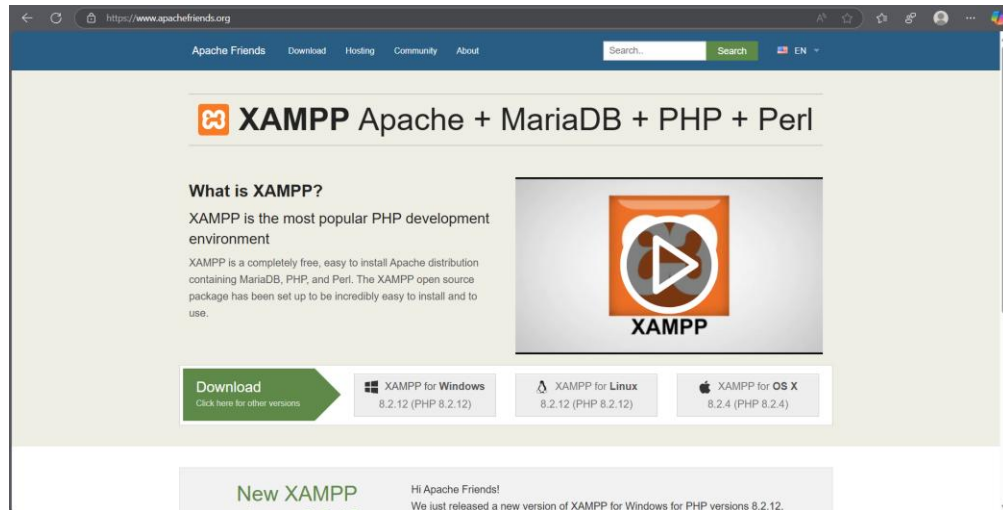 https://www.apachefriends.org
Apache Friends Download Hosting Community About Search.. Search EN
XAMPP Apache + MariaDB + PHP + Perl
What is XAMPP?
XAMPP is the most popular PHP development
environment
XAMPP is a completely free, easy to install Apache distribution
containing MariaDB, PHP, and Perl. The XAMPP open source
package has been set up to be incredibly easy to install and to
use.
XAMPP
Download
Click here for other versions
XAMPP for Windows
8.2.12 (PHP 8.2.12)
XAMPP for Linux
8.2.12 (PHP 8.2.12)
XAMPP for OS X
8.2.4 (PHP 8.2.4)
New XAMPP
Hi Apache Friends!
We just released a new version of XAMPP for Windows for PHP versions 8.2.12.